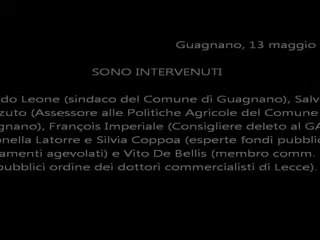 Guagnano, 13 maggio
SONO INTERVENUTI
do Leone (sindaco del Comune di Guagnano), Salv
zuto (Assessore alle Politiche Agricole del Comune
gnano), François Imperiale (Consigliere deleto al GA
onella Latorre e Silvia Coppoa (esperte fondi pubblic
amenti agevolati) e Vito De Bellis (membro comm.
pubblici ordine dei dottori commercialisti di Lecce).